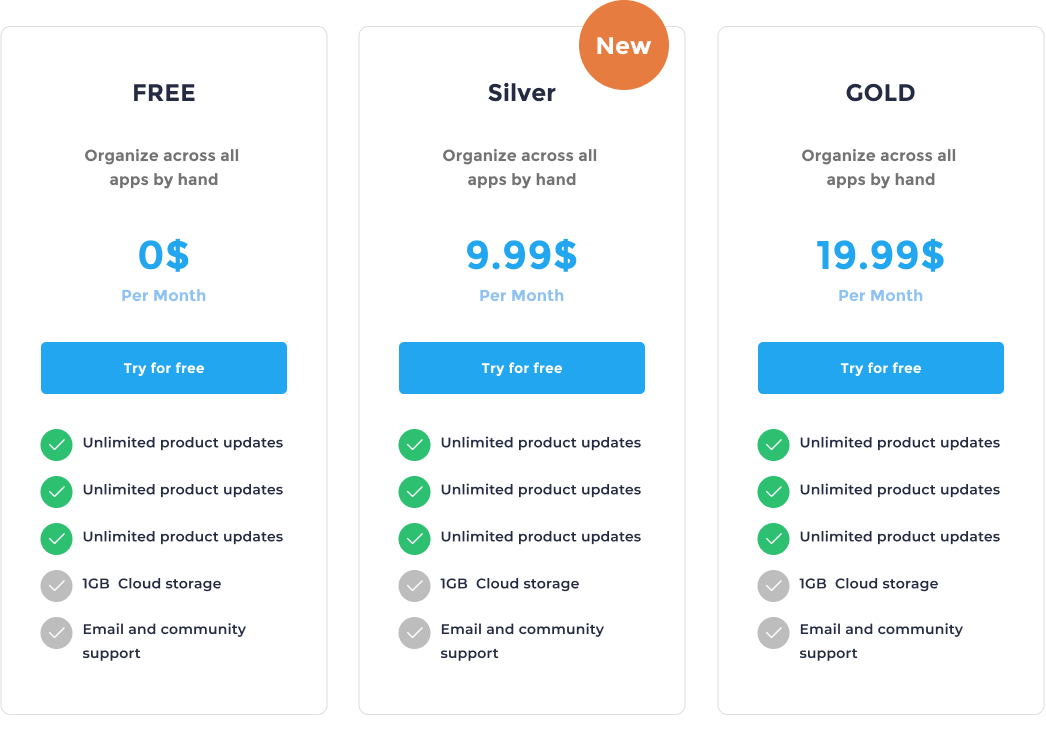 FREE
Organize across all
apps by hand
0$
Per Month
Try for free
Unlimited product updates
Unlimited product updates
Unlimited product updates
1GB  Cloud storage
Email and community
support
New
Silver
Organize across all
apps by hand
9.99$
Per Month
Try for free
Unlimited product updates
Unlimited product updates
Unlimited product updates
1GB  Cloud storage
Email and community
support
GOLD
Organize across all
apps by hand
19.99$
Per Month
Try for free
Unlimited product updates
Unlimited product updates
Unlimited product updates
1GB  Cloud storage
Email and community
support